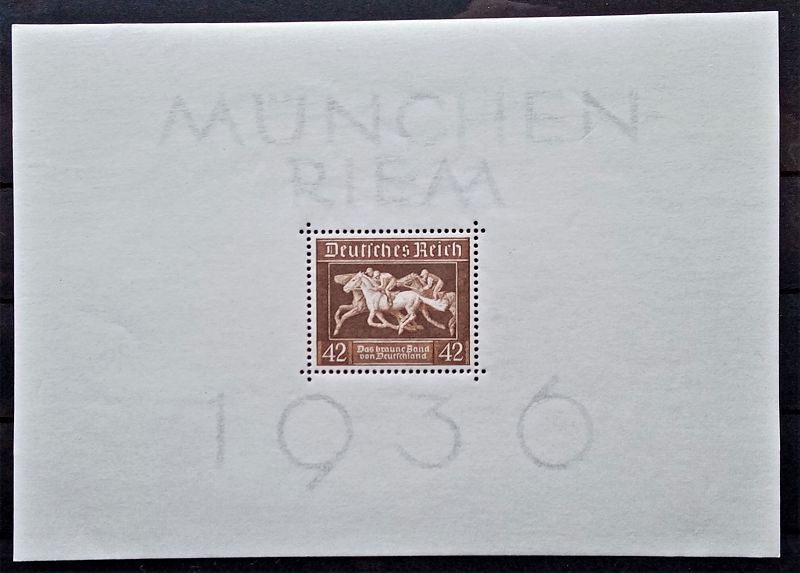 MÜNCHEN
RIEM
Deutsches Reich
42 Das braune Band 42
von Deutschland
1936